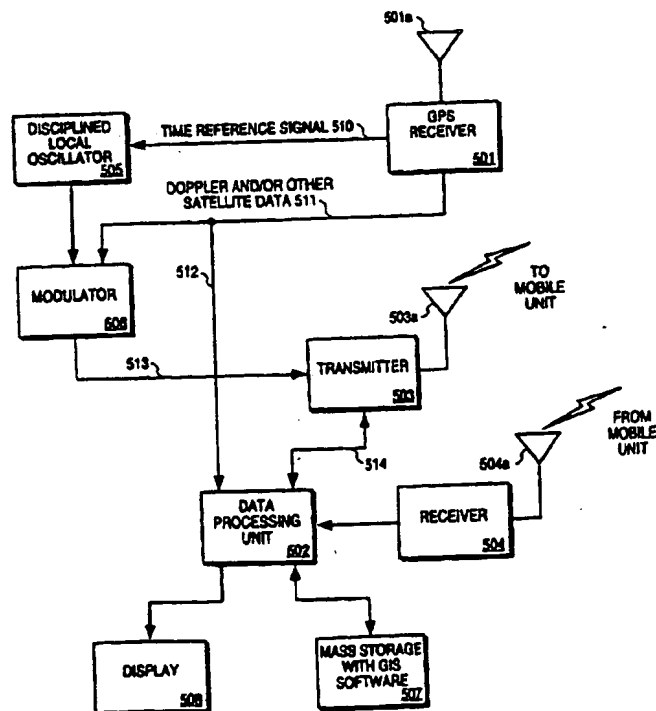 501a
GPS
RECEIVER
501
TIME REFERENCE SIGNAL 510
DISCIPLINED
LOCAL
OSCILLATOR
505
DOPPLER AND/OR OTHER
SATELLITE DATA 511
MODULATOR
506
512
503a
TO
MOBILE
UNIT
513
TRANSMITTER
503
FROM
MOBILE
UNIT
504a
514
DATA
PROCESSING
UNIT
502
RECEIVER
504
DISPLAY
508
MASS STORAGE
WITH GIS
SOFTWARE
507